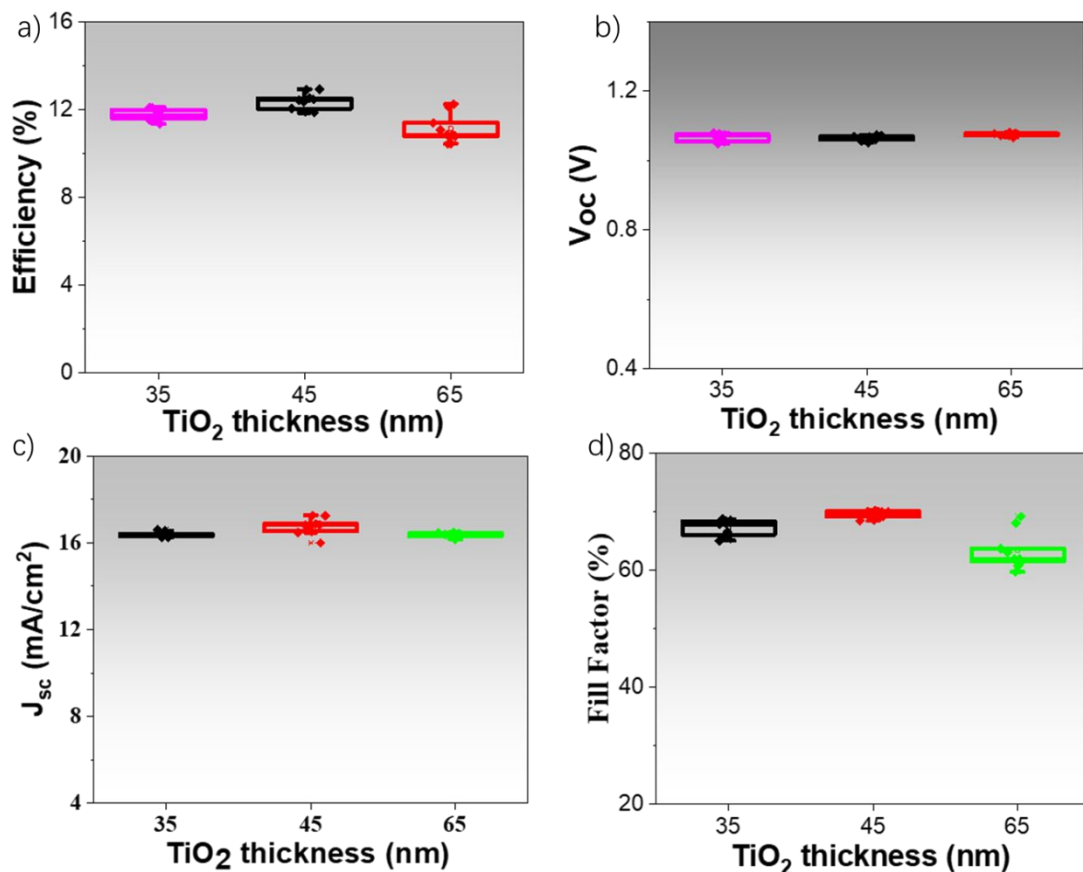 a)
16
12
8
4
0
Efficiency (%)
35 45 65
TiO₂ thickness (nm)
b)
1.2
0.8
0.4
Voc (V)
35 45 65
TiO₂ thickness (nm)
c)
20
16
12
8
4
J_sc (mA/cm²)
35 45 65
TiO2 thickness (nm)
d)
80
60
40
20
Fill Factor (%)
35 45 65
TiO₂ thickness (nm)